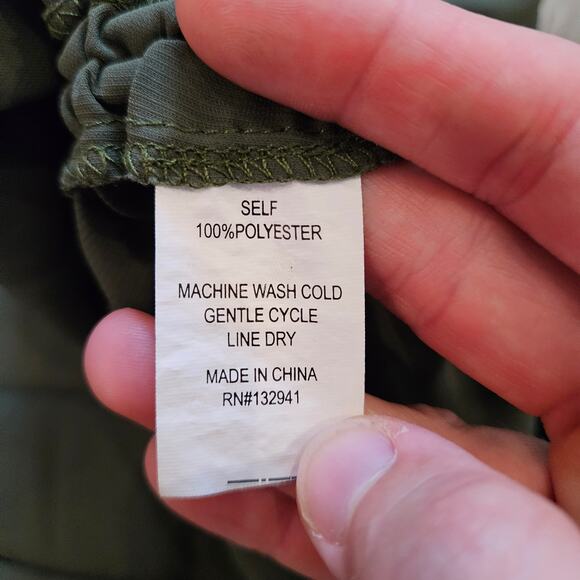 SELF
100%POLYESTER
MACHINE WASH COLD
GENTLE CYCLE
LINE DRY
MADE IN CHINA
RN#132941